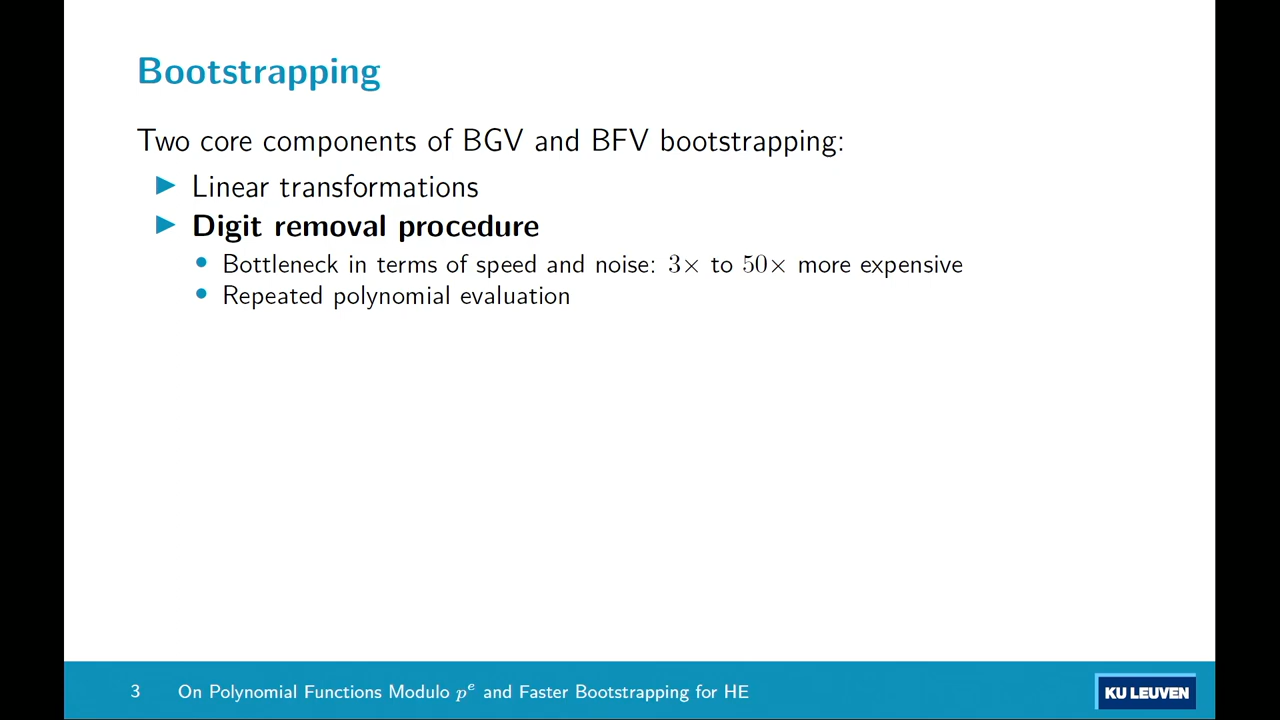 Bootstrapping
Two core components of BGV and BFV bootstrapping:
▶ Linear transformations
▶ Digit removal procedure
• Bottleneck in terms of speed and noise: 3× to 50× more expensive
• Repeated polynomial evaluation
3 On Polynomial Functions Modulo pᵉ and Faster Bootstrapping for HE
KU LEUVEN